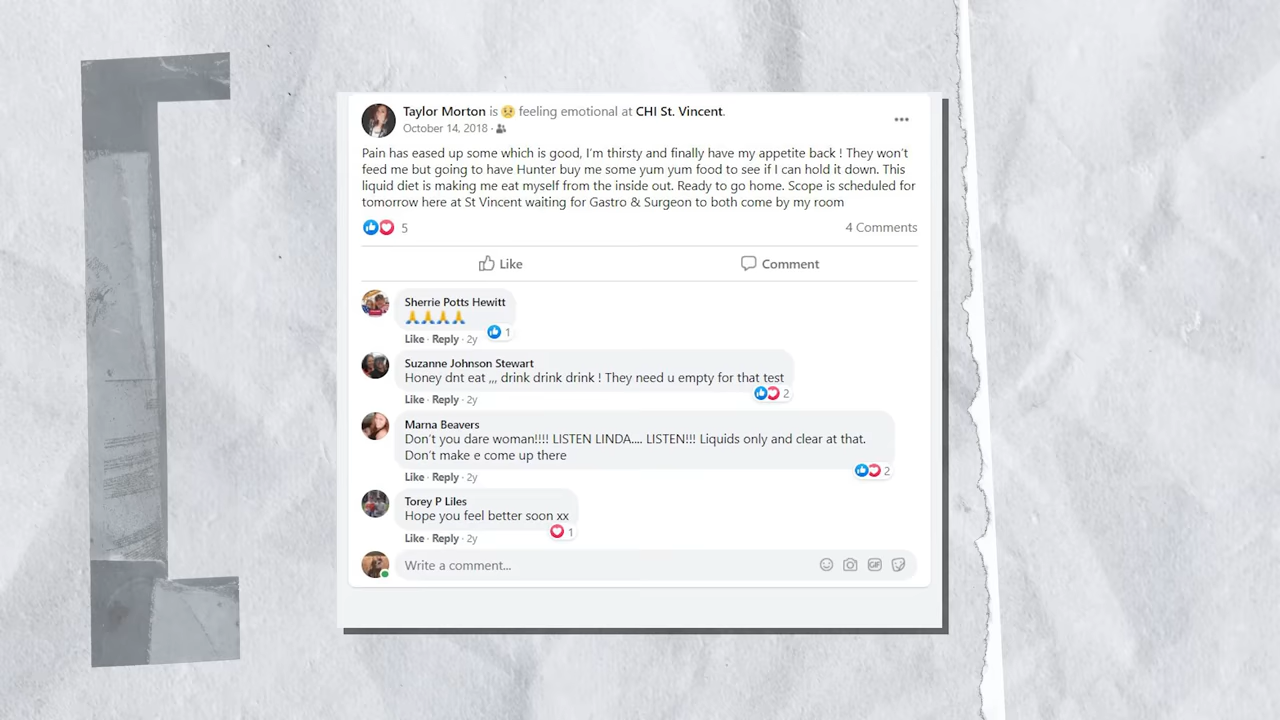 Taylor Morton is 😢 feeling emotional at CHI St. Vincent.
October 14, 2018 ·
Pain has eased up some which is good, I'm thirsty and finally have my appetite back ! They won't
feed me but going to have Hunter buy me some yum yum food to see if I can hold it down. This
liquid diet is making me eat myself from the inside out. Ready to go home. Scope is scheduled for
tomorrow here at St Vincent waiting for Gastro & Surgeon to both come by my room
5
4 Comments
Like
Comment
Sherrie Potts Hewitt
🙏🙏🙏🙏
1
Like · Reply · 2y
Suzanne Johnson Stewart
Honey dnt eat ,,, drink drink drink ! They need u empty for that test
2
Like · Reply · 2y
Marna Beavers
Don't you dare woman!!!! LISTEN LINDA.... LISTEN!!! Liquids only and clear at that.
Don't make e come up there
2
Like · Reply · 2y
Torey P Liles
Hope you feel better soon xx
1
Like · Reply · 2y
Write a comment...
GIF